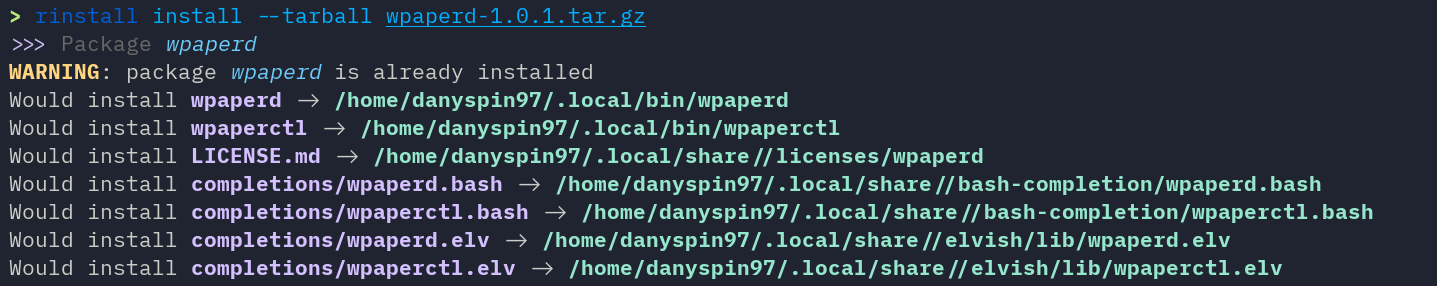 > rinstall install --tarball wpaperd-1.0.1.tar.gz
>>> Package wpaperd
WARNING: package wpaperd is already installed
Would install wpaperd -> /home/danyspin97/.local/bin/wpaperd
Would install wpaperctl -> /home/danyspin97/.local/bin/wpaperctl
Would install LICENSE.md -> /home/danyspin97/.local/share//licenses/wpaperd
Would install completions/wpaperd.bash -> /home/danyspin97/.local/share//bash-completion/wpaperd.bash
Would install completions/wpaperctl.bash -> /home/danyspin97/.local/share//bash-completion/wpaperctl.bash
Would install completions/wpaperd.elv -> /home/danyspin97/.local/share//elvish/lib/wpaperd.elv
Would install completions/wpaperctl.elv -> /home/danyspin97/.local/share//elvish/lib/wpaperctl.elv